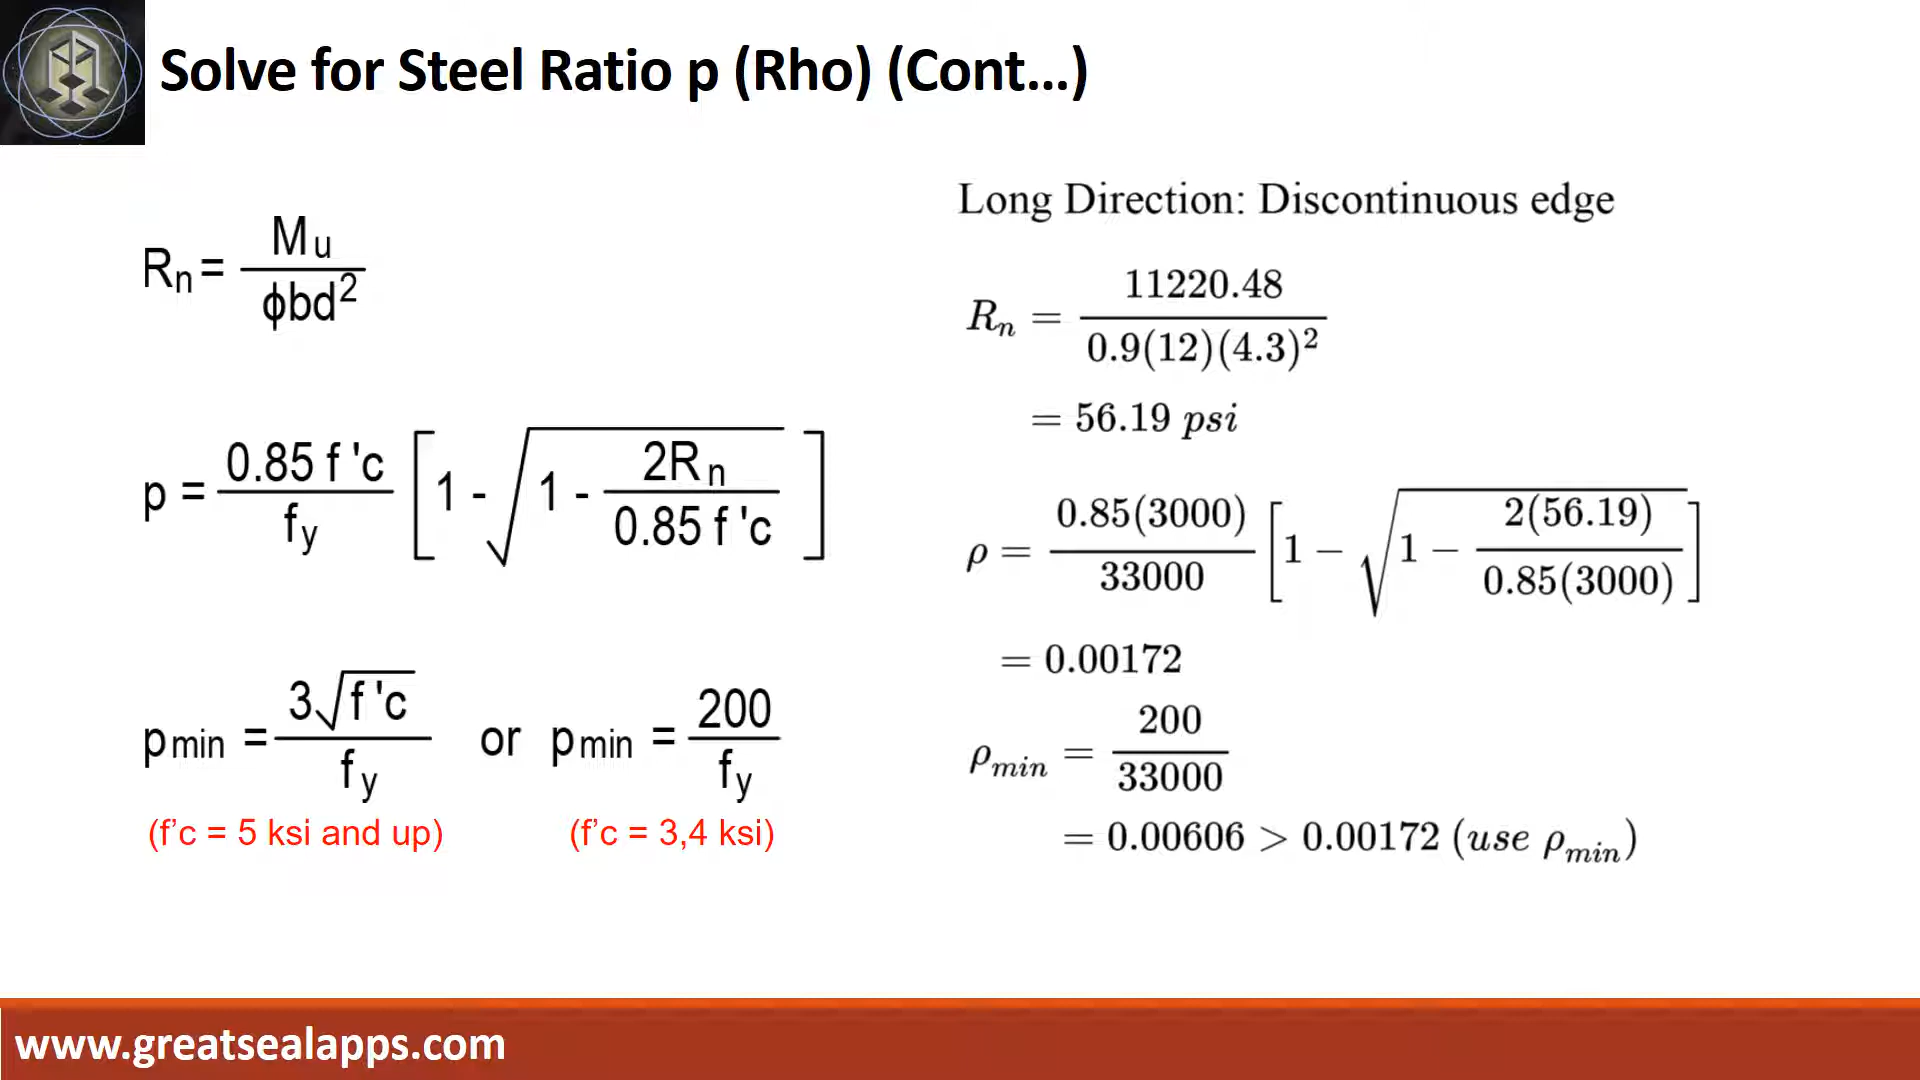 Solve for Steel Ratio p (Rho) (Cont...)
Rn = Mu / ϕbd²
p = 0.85 f 'c / fy [1 - √(1 - 2Rn / 0.85 f 'c)]
pmin = 3√f 'c / fy or pmin = 200 / fy
(f’c = 5 ksi and up) (f’c = 3,4 ksi)
Long Direction: Discontinuous edge
Rn = 11220.48 / 0.9(12)(4.3)²
= 56.19 psi
ρ = 0.85(3000) / 33000 [1 − √(1 − 2(56.19) / 0.85(3000))]
= 0.00172
ρmin = 200 / 33000
= 0.00606 > 0.00172 (use ρmin)
www.greatsealapps.com